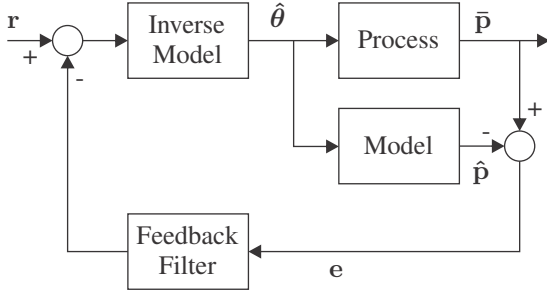 r
+
-
Inverse
Model
θ̂
Process
p̄
+
Model
-
p̂
Feedback
Filter
e